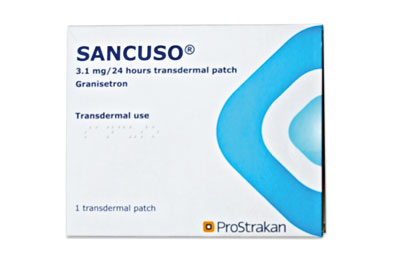 SANCUSO®
3.1 mg/24 hours transdermal patch
Granisetron
Transdermal use
1 transdermal patch
ProStrakan